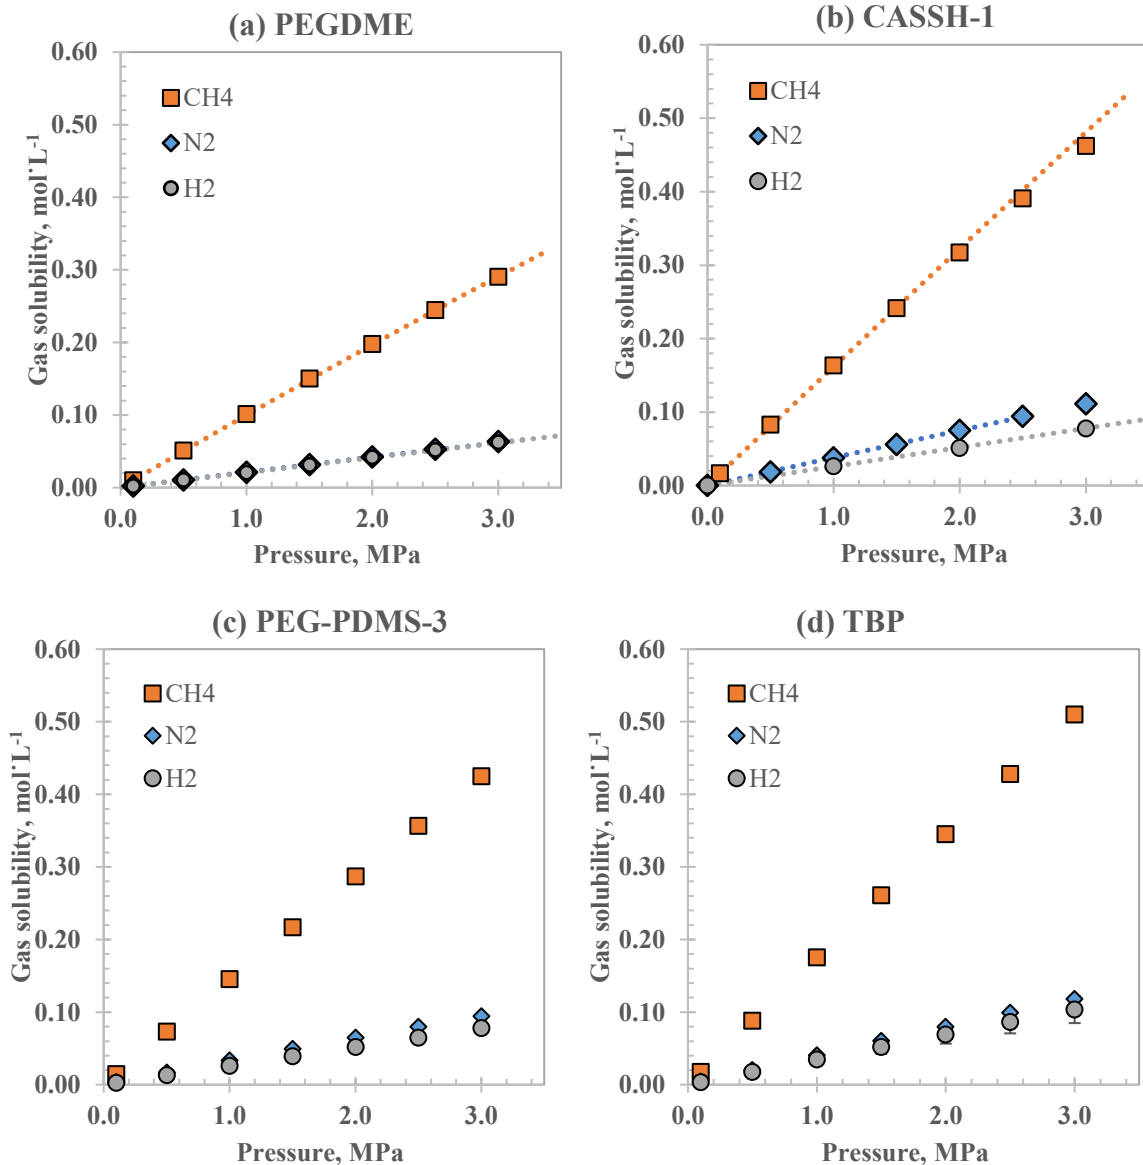 (a) PEGDME
Gas solubility, mol˙L-1
0.60
0.50
0.40
0.30
0.20
0.10
0.00
CH4
N2
H2
0.0 1.0 2.0 3.0
Pressure, MPa
(b) CASSH-1
Gas solubility, mol˙L-1
0.60
0.50
0.40
0.30
0.20
0.10
0.00
CH4
N2
H2
0.0 1.0 2.0 3.0
Pressure, MPa
(c) PEG-PDMS-3
Gas solubility, mol˙L-1
0.60
0.50
0.40
0.30
0.20
0.10
0.00
CH4
N2
H2
0.0 1.0 2.0 3.0
Pressure, MPa
(d) TBP
Gas solubility, mol˙L-1
0.60
0.50
0.40
0.30
0.20
0.10
0.00
CH4
N2
H2
0.0 1.0 2.0 3.0
Pressure, MPa